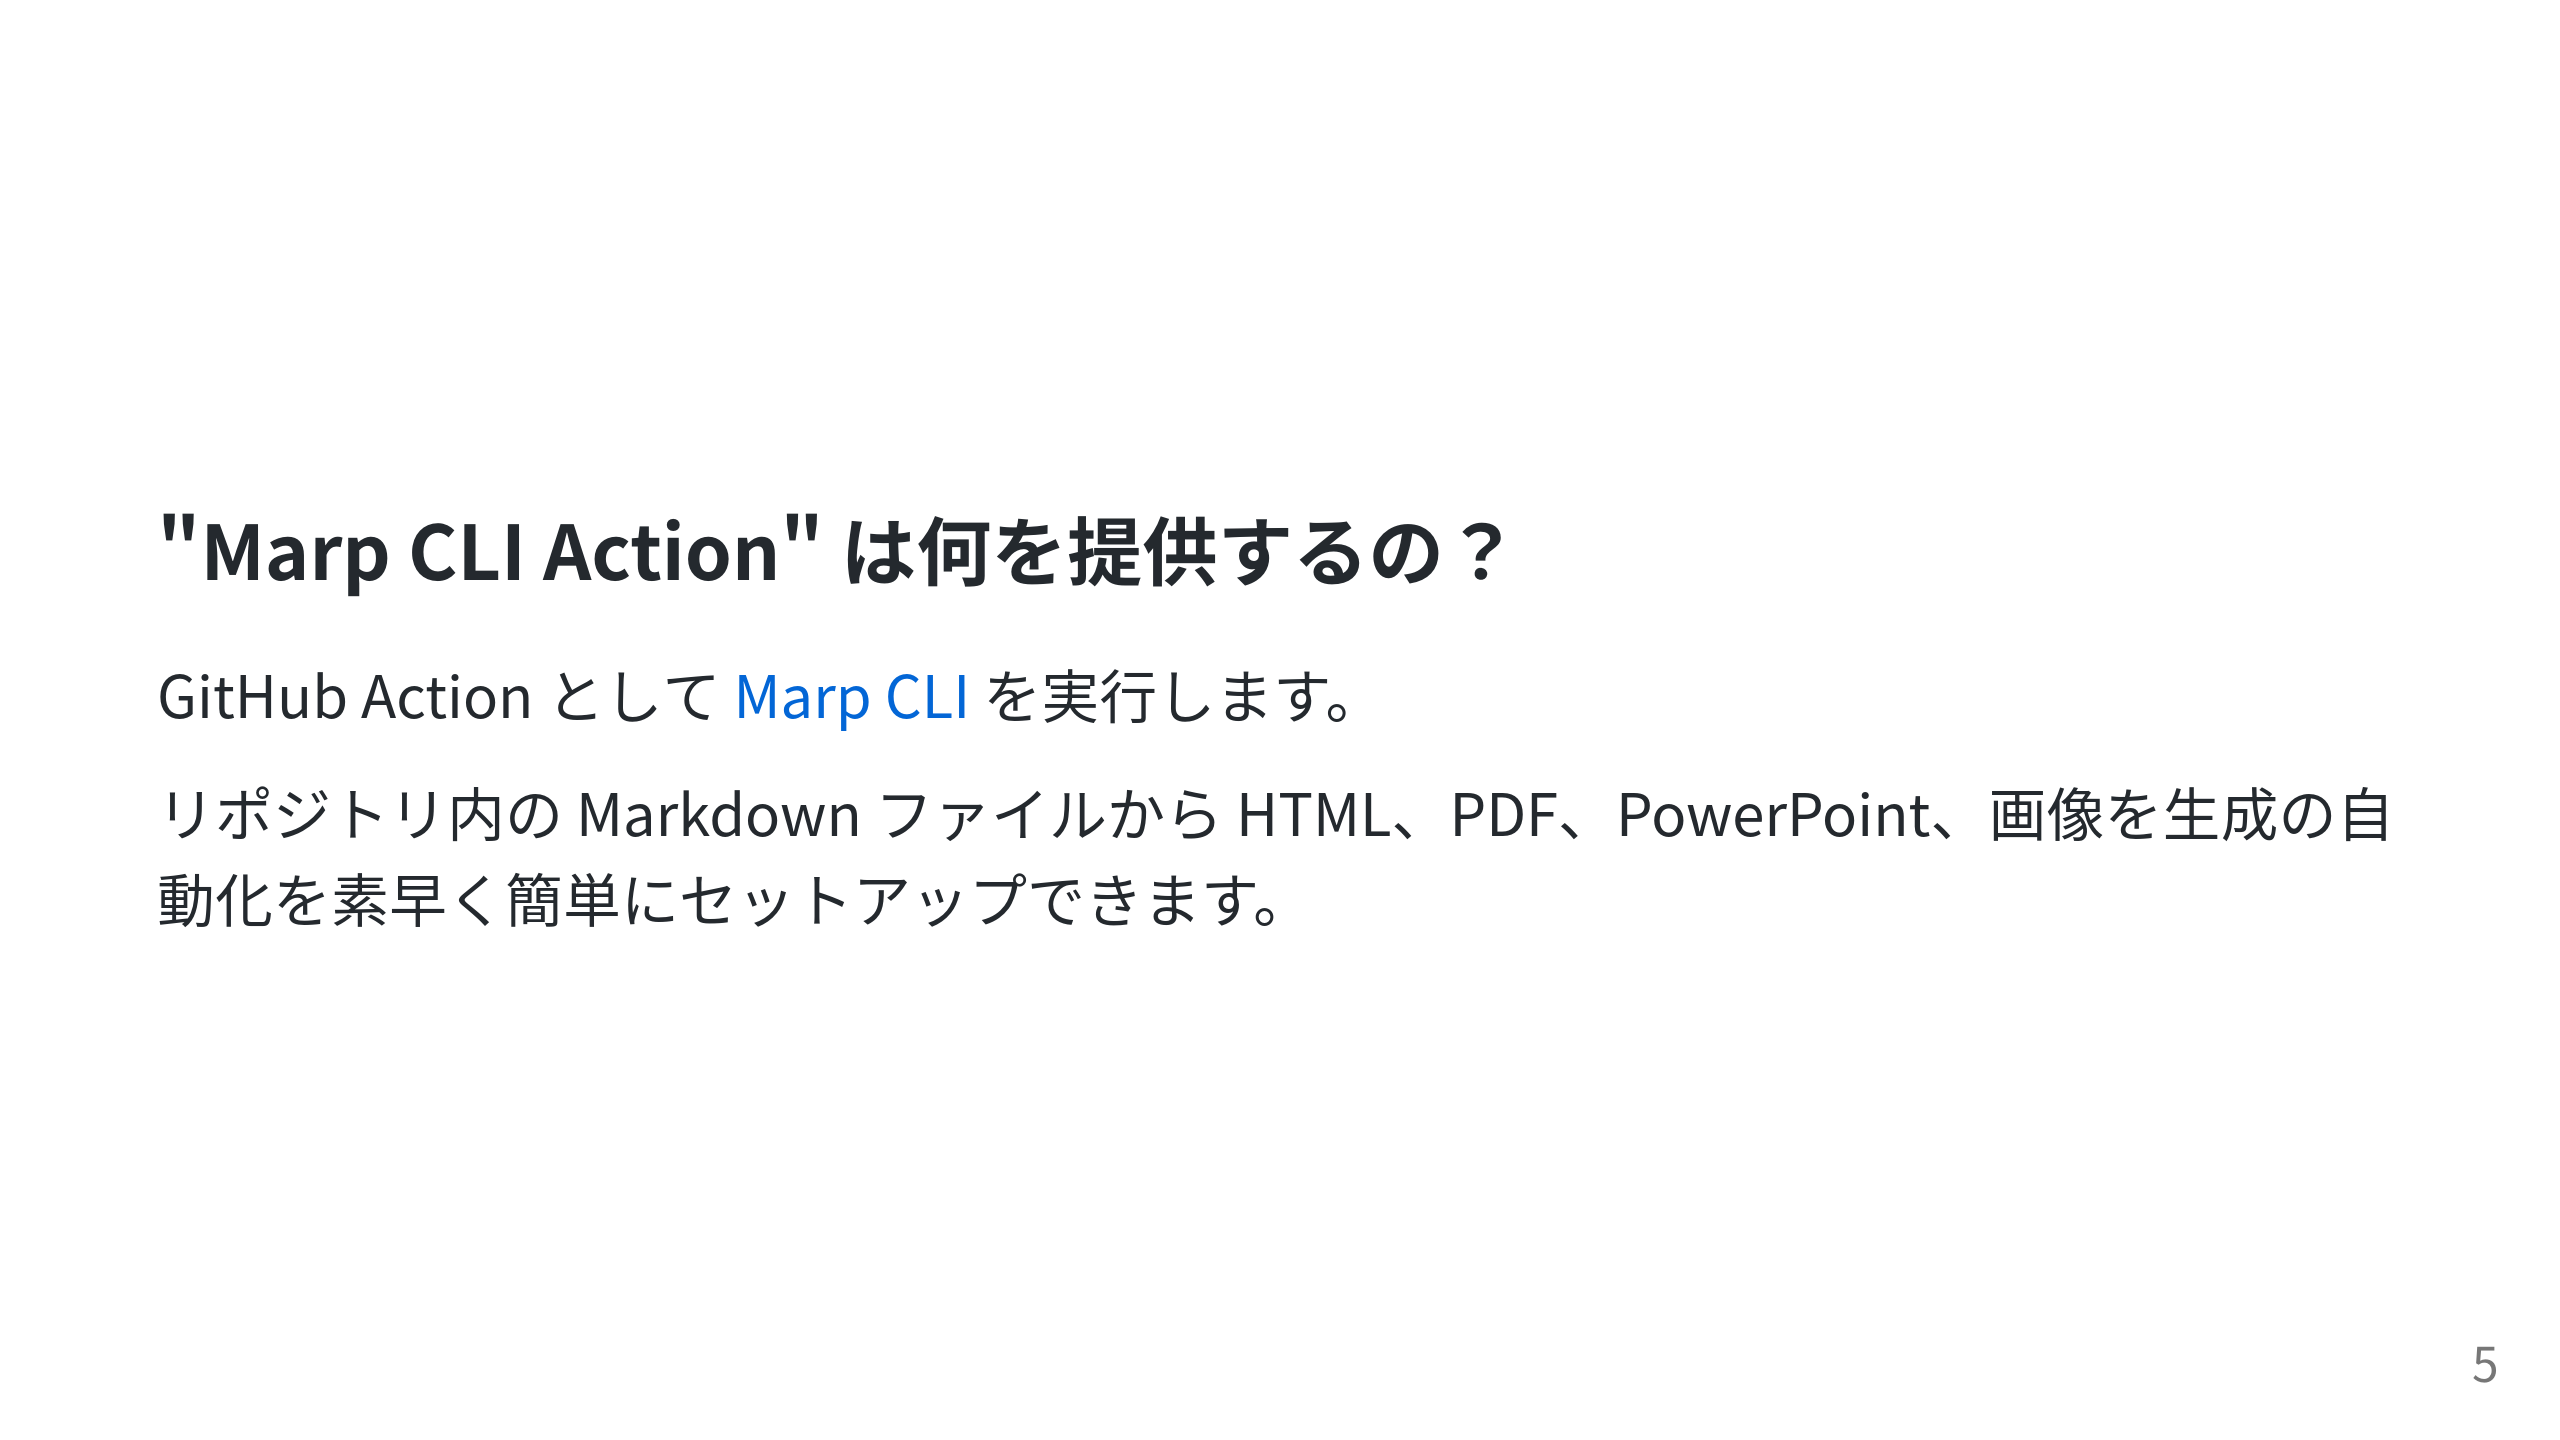 "Marp CLI Action" は何を提供するの？
GitHub Action として Marp CLI を実行します。
リポジトリ内の Markdown ファイルから HTML、PDF、PowerPoint、画像を生成の自
動化を素早く簡単にセットアップできます。
5